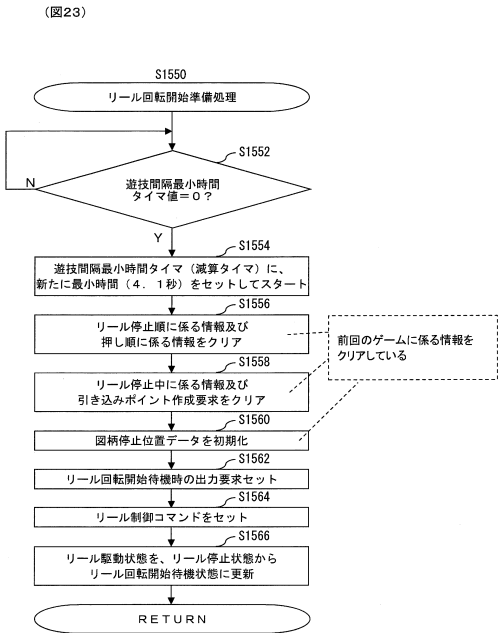 (図23)
S1550
リール回転開始準備処理
S1552
遊技間隔最小時間
タイマ値＝０？
N
Y
S1554
遊技間隔最小時間タイマ（減算タイマ）に、
新たに最小時間（４．１秒）をセットしてスタート
S1556
リール停止順に係る情報及び
押し順に係る情報をクリア
前回のゲームに係る情報を
クリアしている
S1558
リール停止中に係る情報及び
引き込みポイント作成要求をクリア
S1560
図柄停止位置データを初期化
S1562
リール回転開始待機時の出力要求セット
S1564
リール制御コマンドをセット
S1566
リール駆動状態を、リール停止状態から
リール回転開始待機状態に更新
ＲＥＴＵＲＮ